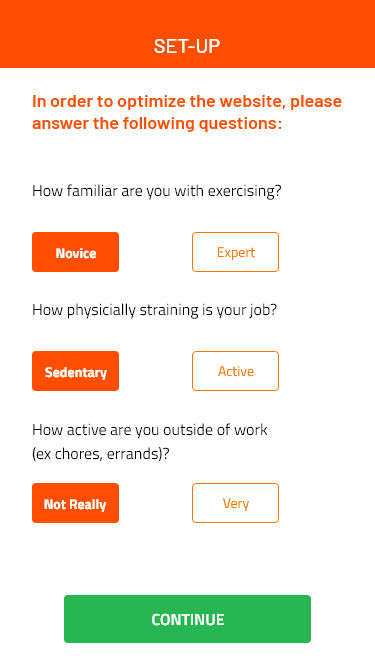 SET-UP
In order to optimize the website, please
answer the following questions:
How familiar are you with exercising?
Novice
Expert
How physicially straining is your job?
Sedentary
Active
How active are you outside of work
(ex chores, errands)?
Not Really
Very
CONTINUE